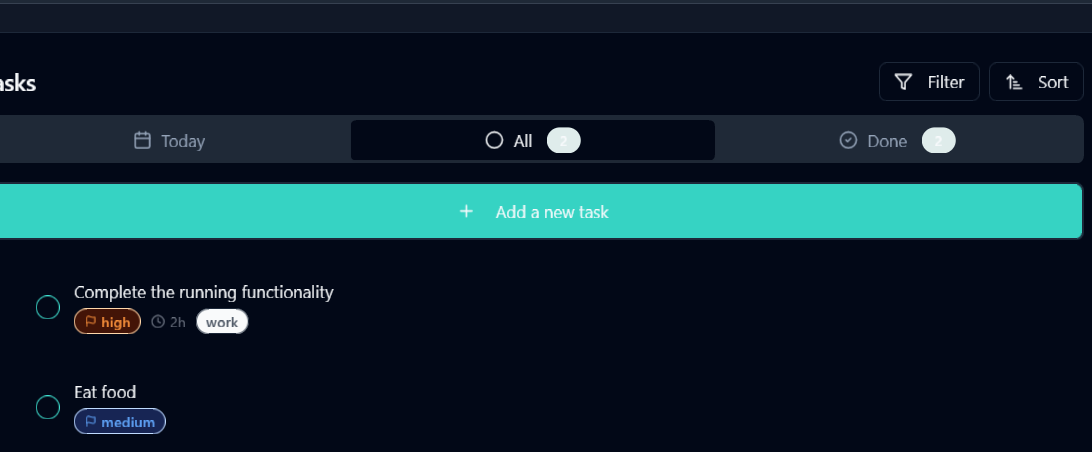 asks
Filter
Sort
Today
All 2
Done 2
+ Add a new task
Complete the running functionality
high 2h work
Eat food
medium